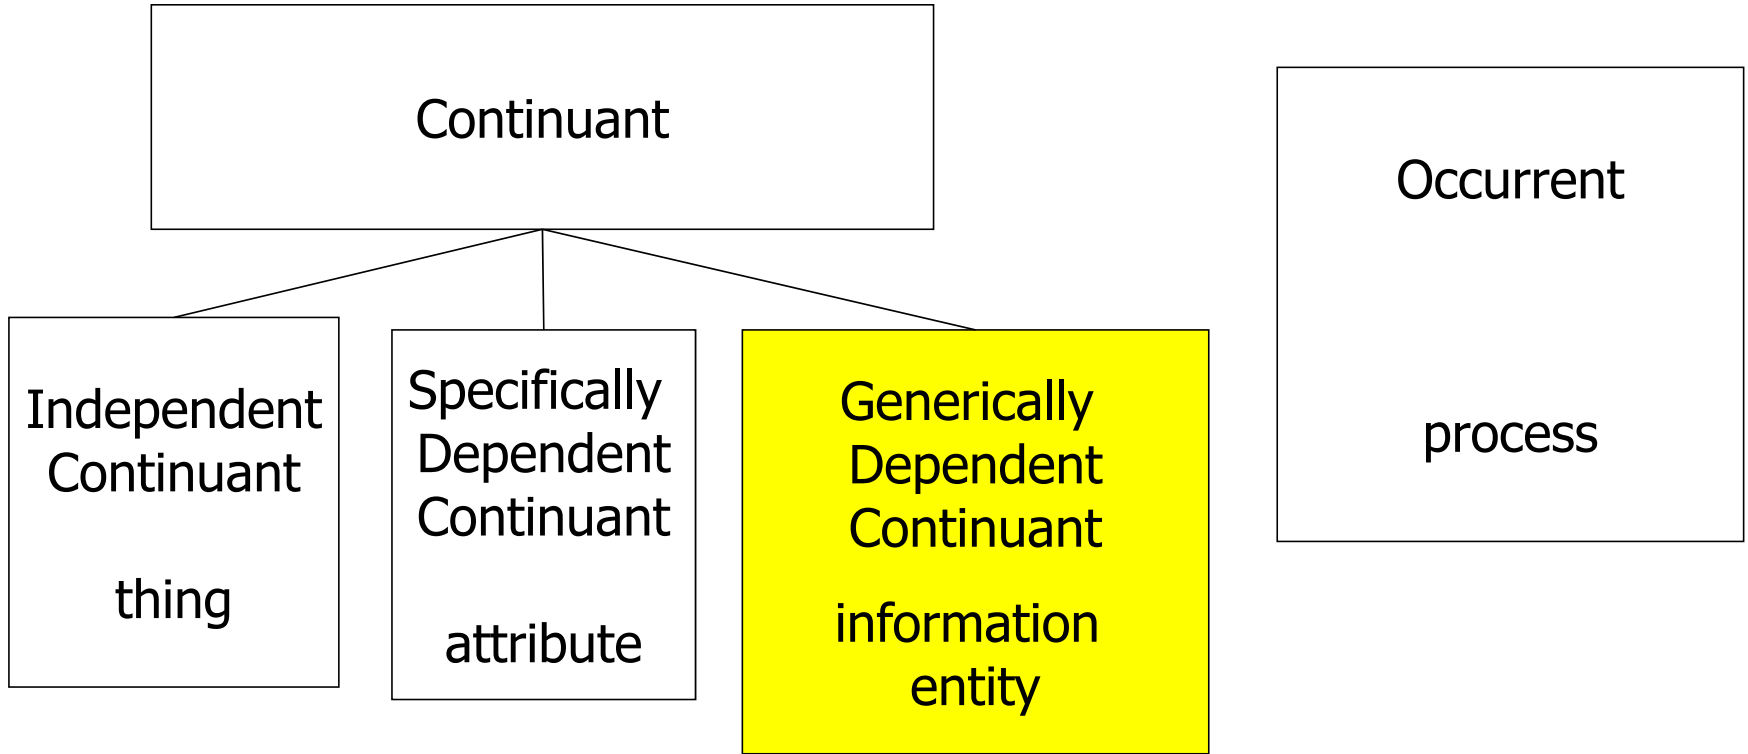 Continuant
Occurrent
process
Independent
Continuant
thing
Specifically
Dependent
Continuant
attribute
Generically
Dependent
Continuant
information
entity